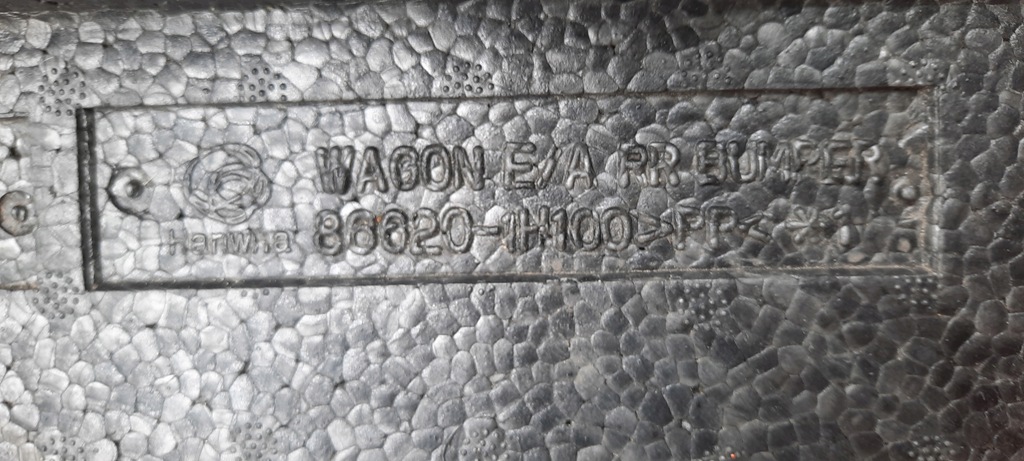 WAGON E/A RR BUMPER
Hanwha 86620-1H100 >PP<